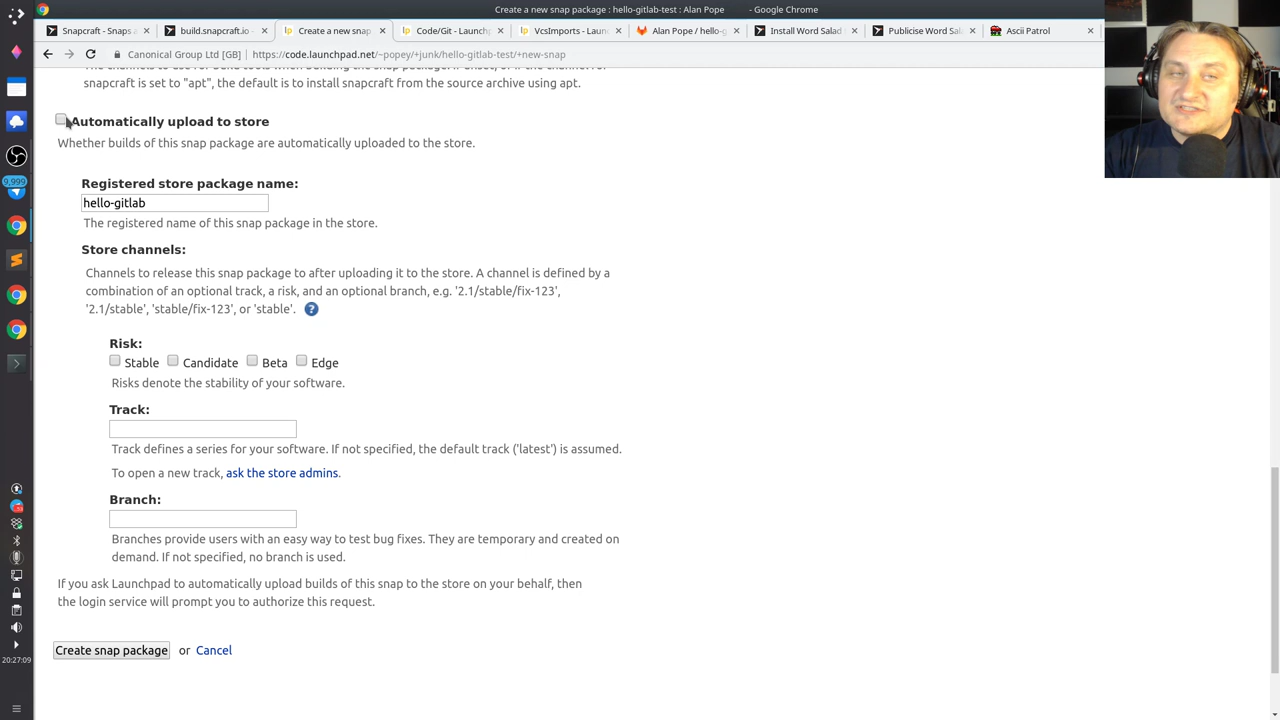 Create a new snap package : hello-gitlab-test : Alan Pope - Google Chrome
Snapcraft - Snaps a
build.snapcraft.io -
Create a new snap
Code/Git - Launchp
VcsImports - Laun
Alan Pope / hello-g
Install Word Salad
Publicise Word Sal
Ascii Patrol
Canonical Group Ltd [GB] | https://code.launchpad.net/~popey/+junk/hello-gitlab-test/+new-snap
snapcraft is set to "apt", the default is to install snapcraft from the source archive using apt.
Automatically upload to store
Whether builds of this snap package are automatically uploaded to the store.
Registered store package name:
hello-gitlab
The registered name of this snap package in the store.
Store channels:
Channels to release this snap package to after uploading it to the store. A channel is defined by a
combination of an optional track, a risk, and an optional branch, e.g. '2.1/stable/fix-123',
'2.1/stable', 'stable/fix-123', or 'stable'. ?
Risk:
Stable Candidate Beta Edge
Risks denote the stability of your software.
Track:
Track defines a series for your software. If not specified, the default track ('latest') is assumed.
To open a new track, ask the store admins.
Branch:
Branches provide users with an easy way to test bug fixes. They are temporary and created on
demand. If not specified, no branch is used.
If you ask Launchpad to automatically upload builds of this snap to the store on your behalf, then
the login service will prompt you to authorize this request.
Create snap package or Cancel
9,999
20:27:09